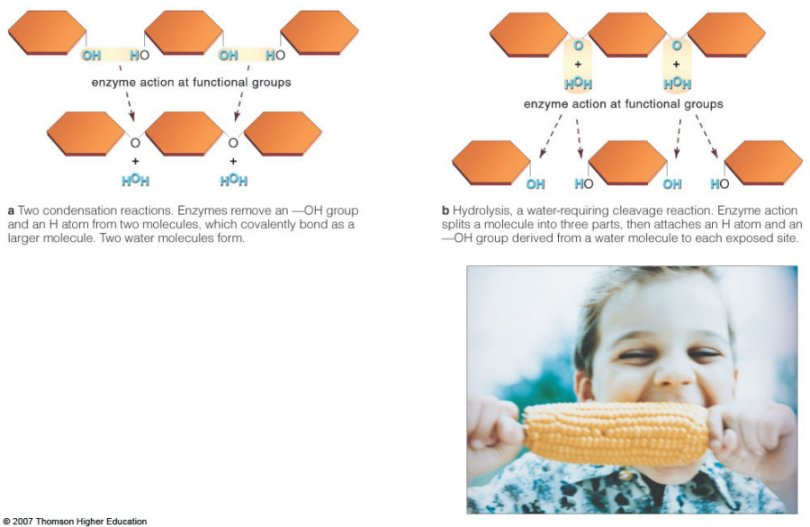 OH HO OH HO
enzyme action at functional groups
O O
+ +
HOH HOH
a Two condensation reactions. Enzymes remove an —OH group
and an H atom from two molecules, which covalently bond as a
larger molecule. Two water molecules form.
O O
+ +
HOH HOH
enzyme action at functional groups
OH HO OH HO
b Hydrolysis, a water-requiring cleavage reaction. Enzyme action
splits a molecule into three parts, then attaches an H atom and an
—OH group derived from a water molecule to each exposed site.
© 2007 Thomson Higher Education